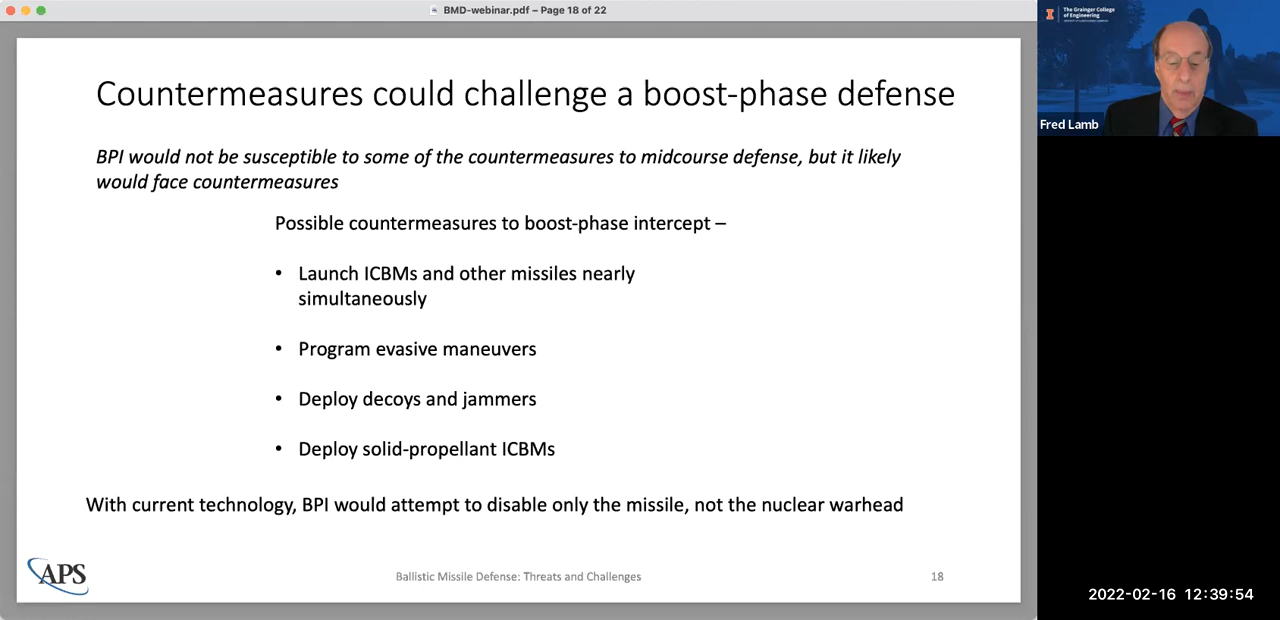 BMD-webinar.pdf – Page 18 of 22
Countermeasures could challenge a boost-phase defense
BPI would not be susceptible to some of the countermeasures to midcourse defense, but it likely
would face countermeasures
Possible countermeasures to boost-phase intercept –
• Launch ICBMs and other missiles nearly
simultaneously
• Program evasive maneuvers
• Deploy decoys and jammers
• Deploy solid-propellant ICBMs
With current technology, BPI would attempt to disable only the missile, not the nuclear warhead
APS
Ballistic Missile Defense: Threats and Challenges
18
I
The Grainger College
of Engineering
Fred Lamb
2022-02-16 12:39:54